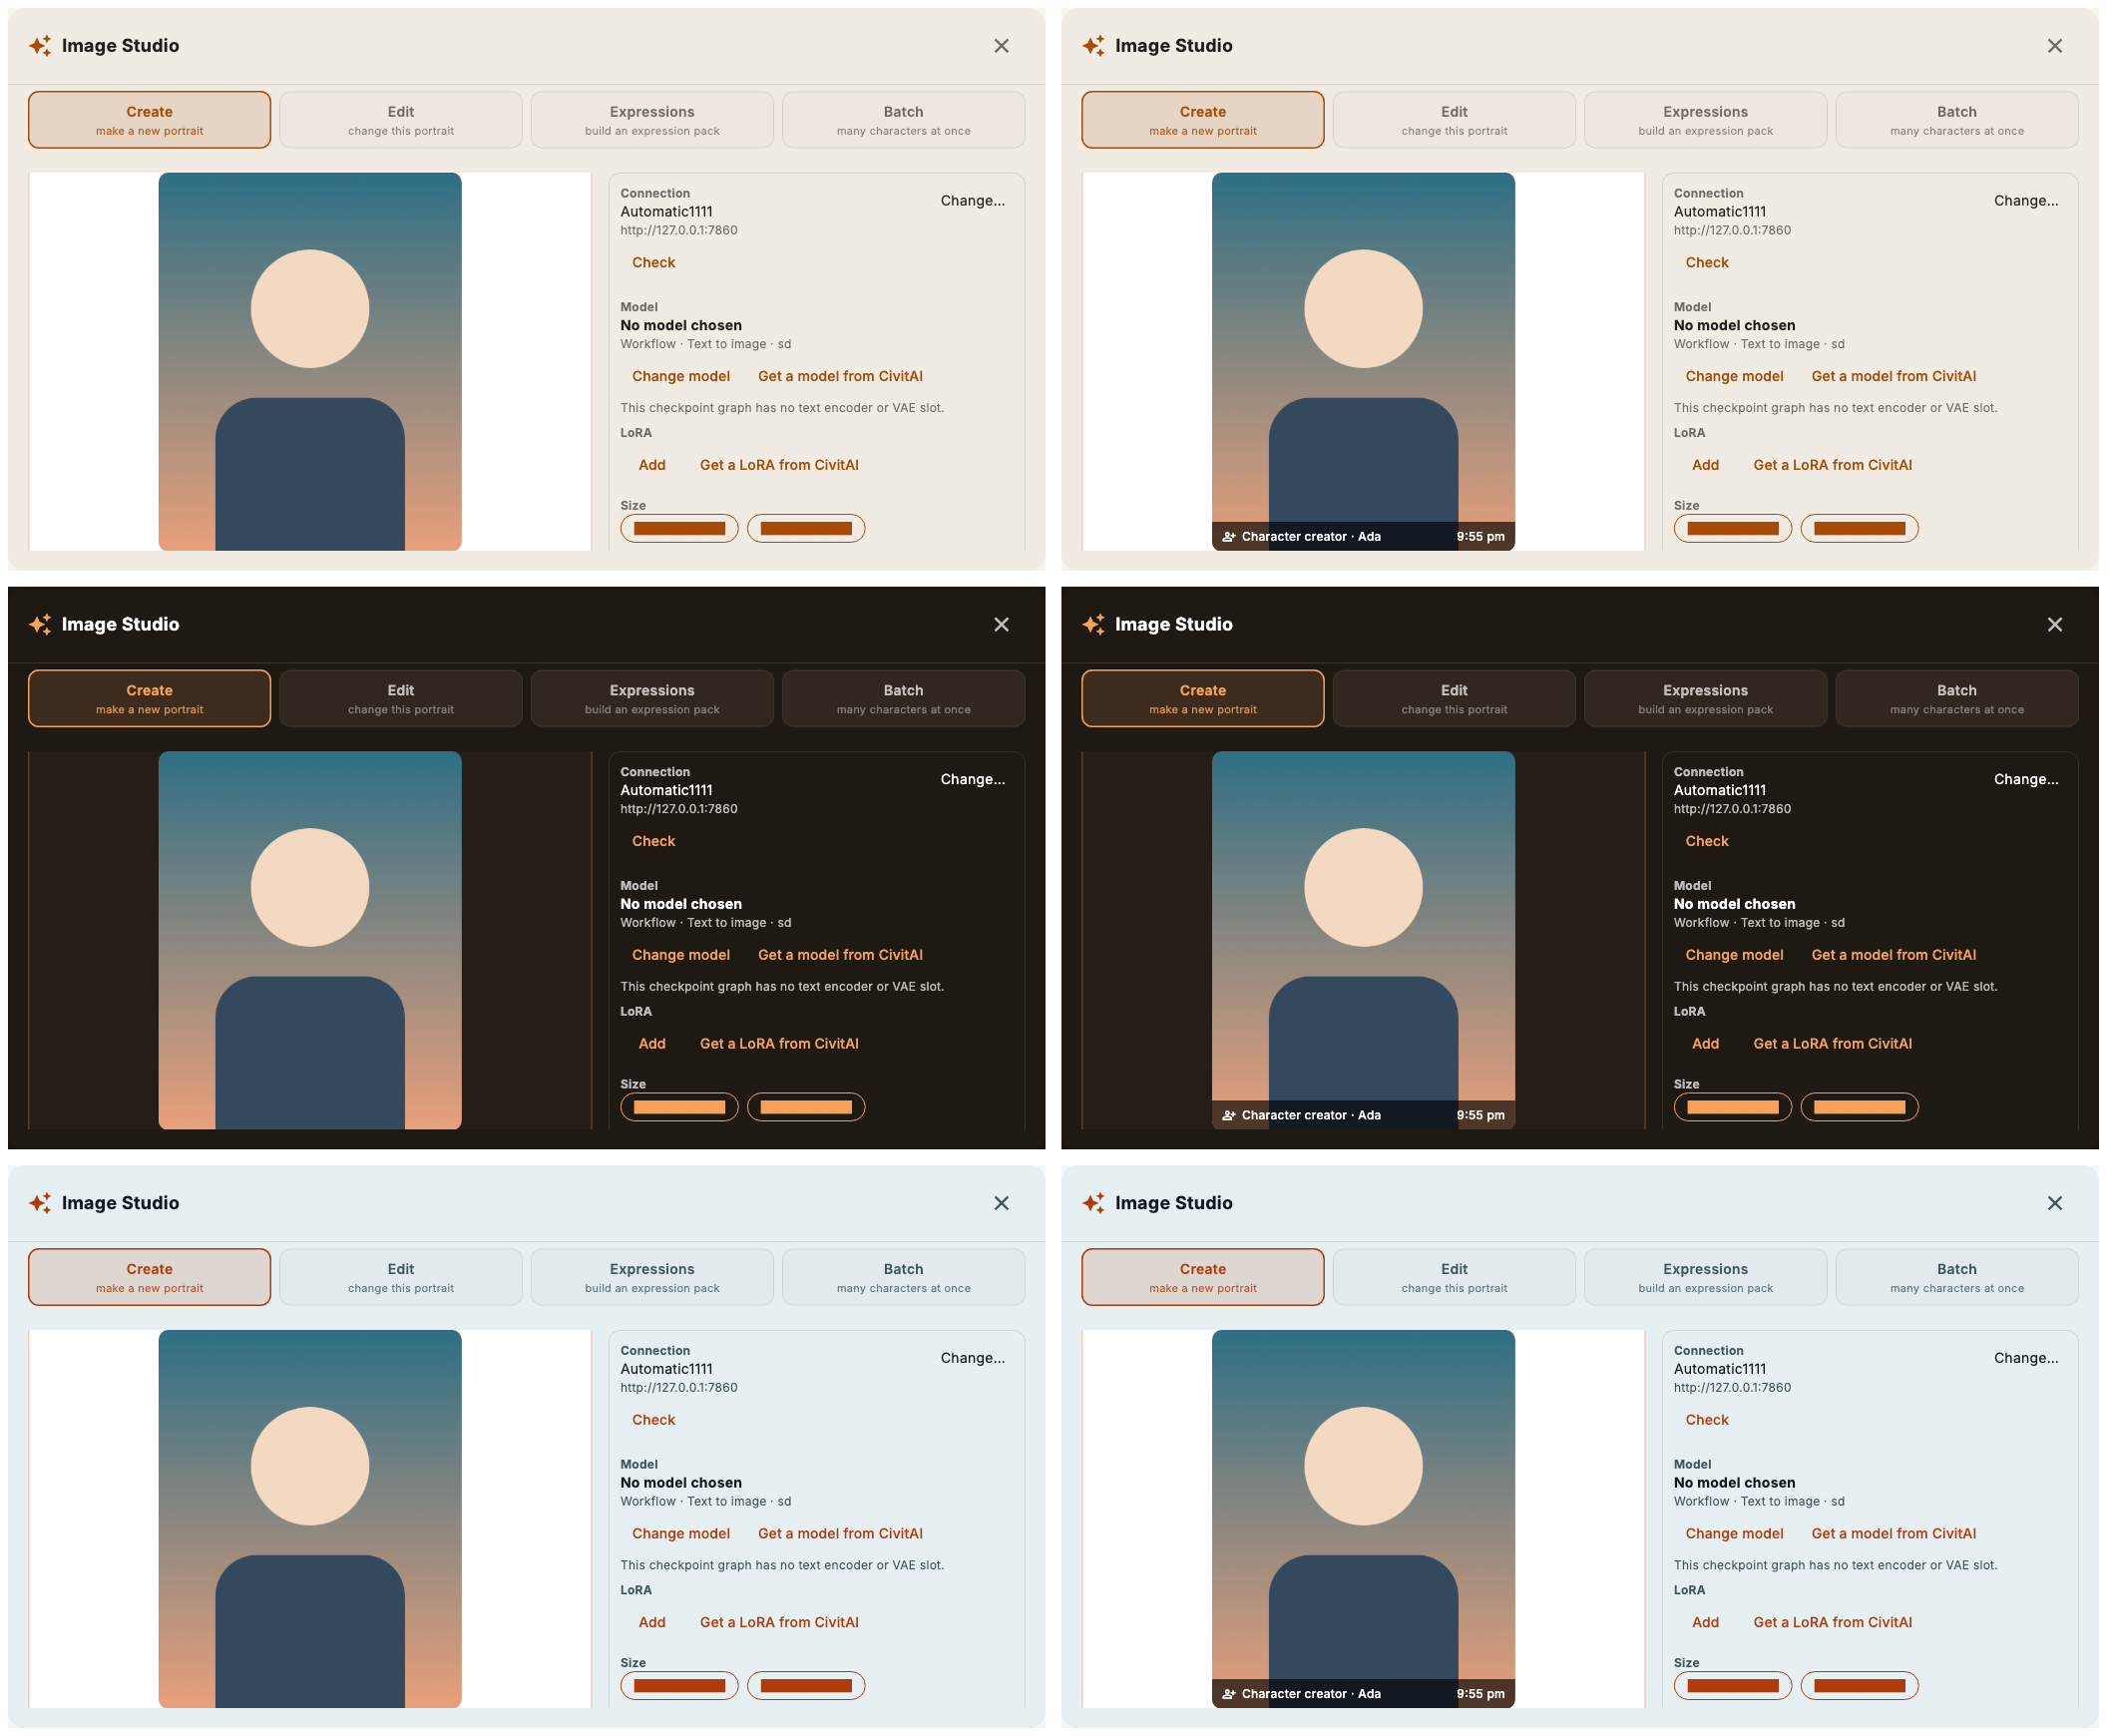 Image Studio
Create
make a new portrait
Edit
change this portrait
Expressions
build an expression pack
Batch
many characters at once
Connection
Automatic1111
http://127.0.0.1:7860
Change...
Check
Model
No model chosen
Workflow · Text to image · sd
Change model
Get a model from CivitAI
This checkpoint graph has no text encoder or VAE slot.
LoRA
Add
Get a LoRA from CivitAI
Size
Image Studio
Create
make a new portrait
Edit
change this portrait
Expressions
build an expression pack
Batch
many characters at once
Connection
Automatic1111
http://127.0.0.1:7860
Change...
Check
Model
No model chosen
Workflow · Text to image · sd
Change model
Get a model from CivitAI
This checkpoint graph has no text encoder or VAE slot.
LoRA
Add
Get a LoRA from CivitAI
Size
Character creator · Ada
9:55 pm
Image Studio
Create
make a new portrait
Edit
change this portrait
Expressions
build an expression pack
Batch
many characters at once
Connection
Automatic1111
http://127.0.0.1:7860
Change...
Check
Model
No model chosen
Workflow · Text to image · sd
Change model
Get a model from CivitAI
This checkpoint graph has no text encoder or VAE slot.
LoRA
Add
Get a LoRA from CivitAI
Size
Image Studio
Create
make a new portrait
Edit
change this portrait
Expressions
build an expression pack
Batch
many characters at once
Connection
Automatic1111
http://127.0.0.1:7860
Change...
Check
Model
No model chosen
Workflow · Text to image · sd
Change model
Get a model from CivitAI
This checkpoint graph has no text encoder or VAE slot.
LoRA
Add
Get a LoRA from CivitAI
Size
Character creator · Ada
9:55 pm
Image Studio
Create
make a new portrait
Edit
change this portrait
Expressions
build an expression pack
Batch
many characters at once
Connection
Automatic1111
http://127.0.0.1:7860
Change...
Check
Model
No model chosen
Workflow · Text to image · sd
Change model
Get a model from CivitAI
This checkpoint graph has no text encoder or VAE slot.
LoRA
Add
Get a LoRA from CivitAI
Size
Image Studio
Create
make a new portrait
Edit
change this portrait
Expressions
build an expression pack
Batch
many characters at once
Connection
Automatic1111
http://127.0.0.1:7860
Change...
Check
Model
No model chosen
Workflow · Text to image · sd
Change model
Get a model from CivitAI
This checkpoint graph has no text encoder or VAE slot.
LoRA
Add
Get a LoRA from CivitAI
Size
Character creator · Ada
9:55 pm